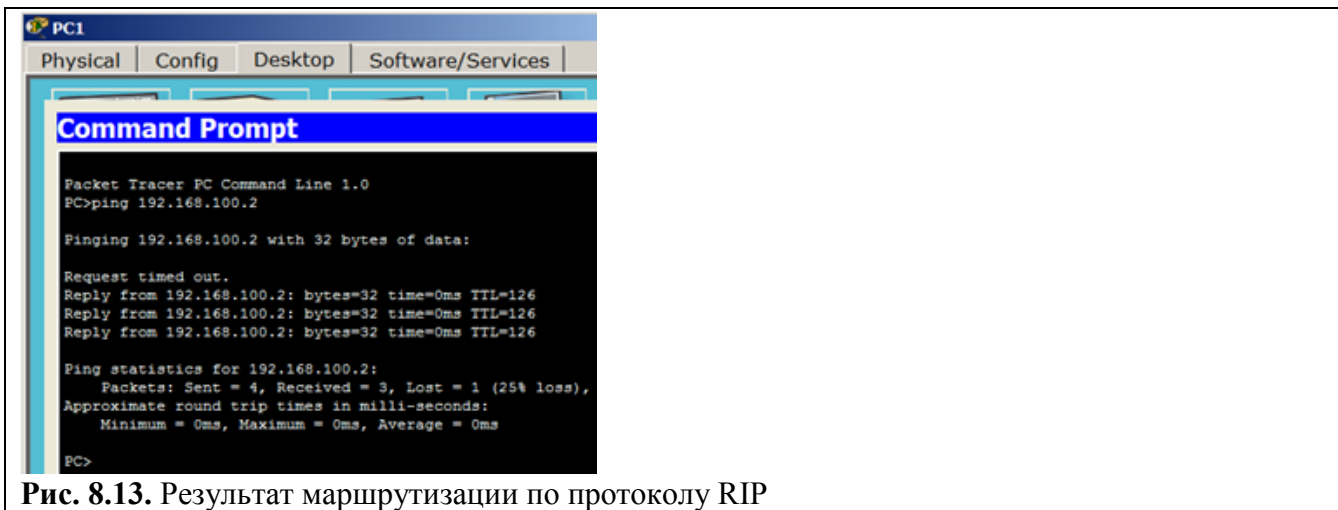 PC1
Physical Config Desktop Software/Services
Command Prompt
Packet Tracer PC Command Line 1.0
PC>ping 192.168.100.2
Pinging 192.168.100.2 with 32 bytes of data:
Request timed out.
Reply from 192.168.100.2: bytes=32 time=0ms TTL=126
Reply from 192.168.100.2: bytes=32 time=0ms TTL=126
Reply from 192.168.100.2: bytes=32 time=0ms TTL=126
Ping statistics for 192.168.100.2:
Packets: Sent = 4, Received = 3, Lost = 1 (25% loss),
Approximate round trip times in milli-seconds:
Minimum = 0ms, Maximum = 0ms, Average = 0ms
PC>
Рис. 8.13. Результат маршрутизации по протоколу RIP